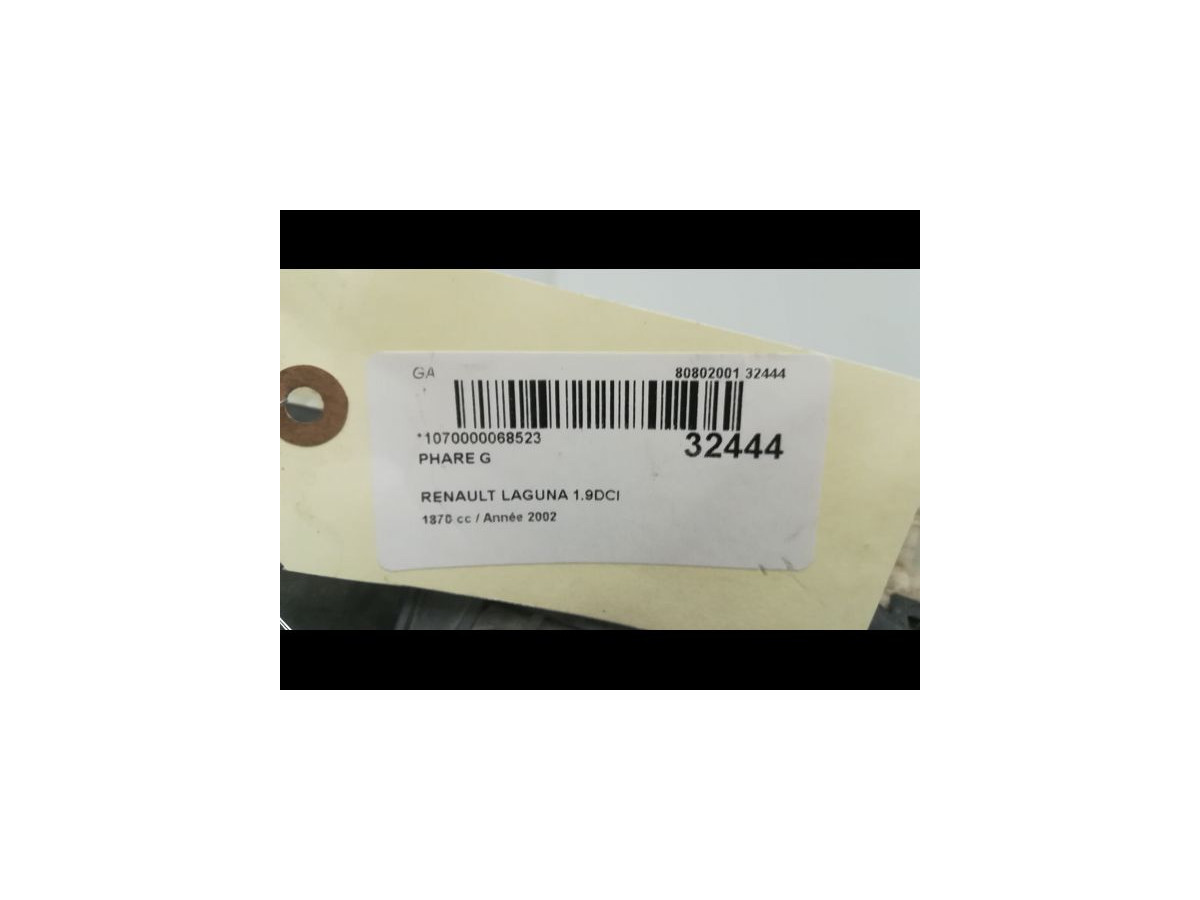 GA 80802001 32444
*1070000068523
32444
PHARE G
RENAULT LAGUNA 1.9DCI
1870 cc / Année 2002